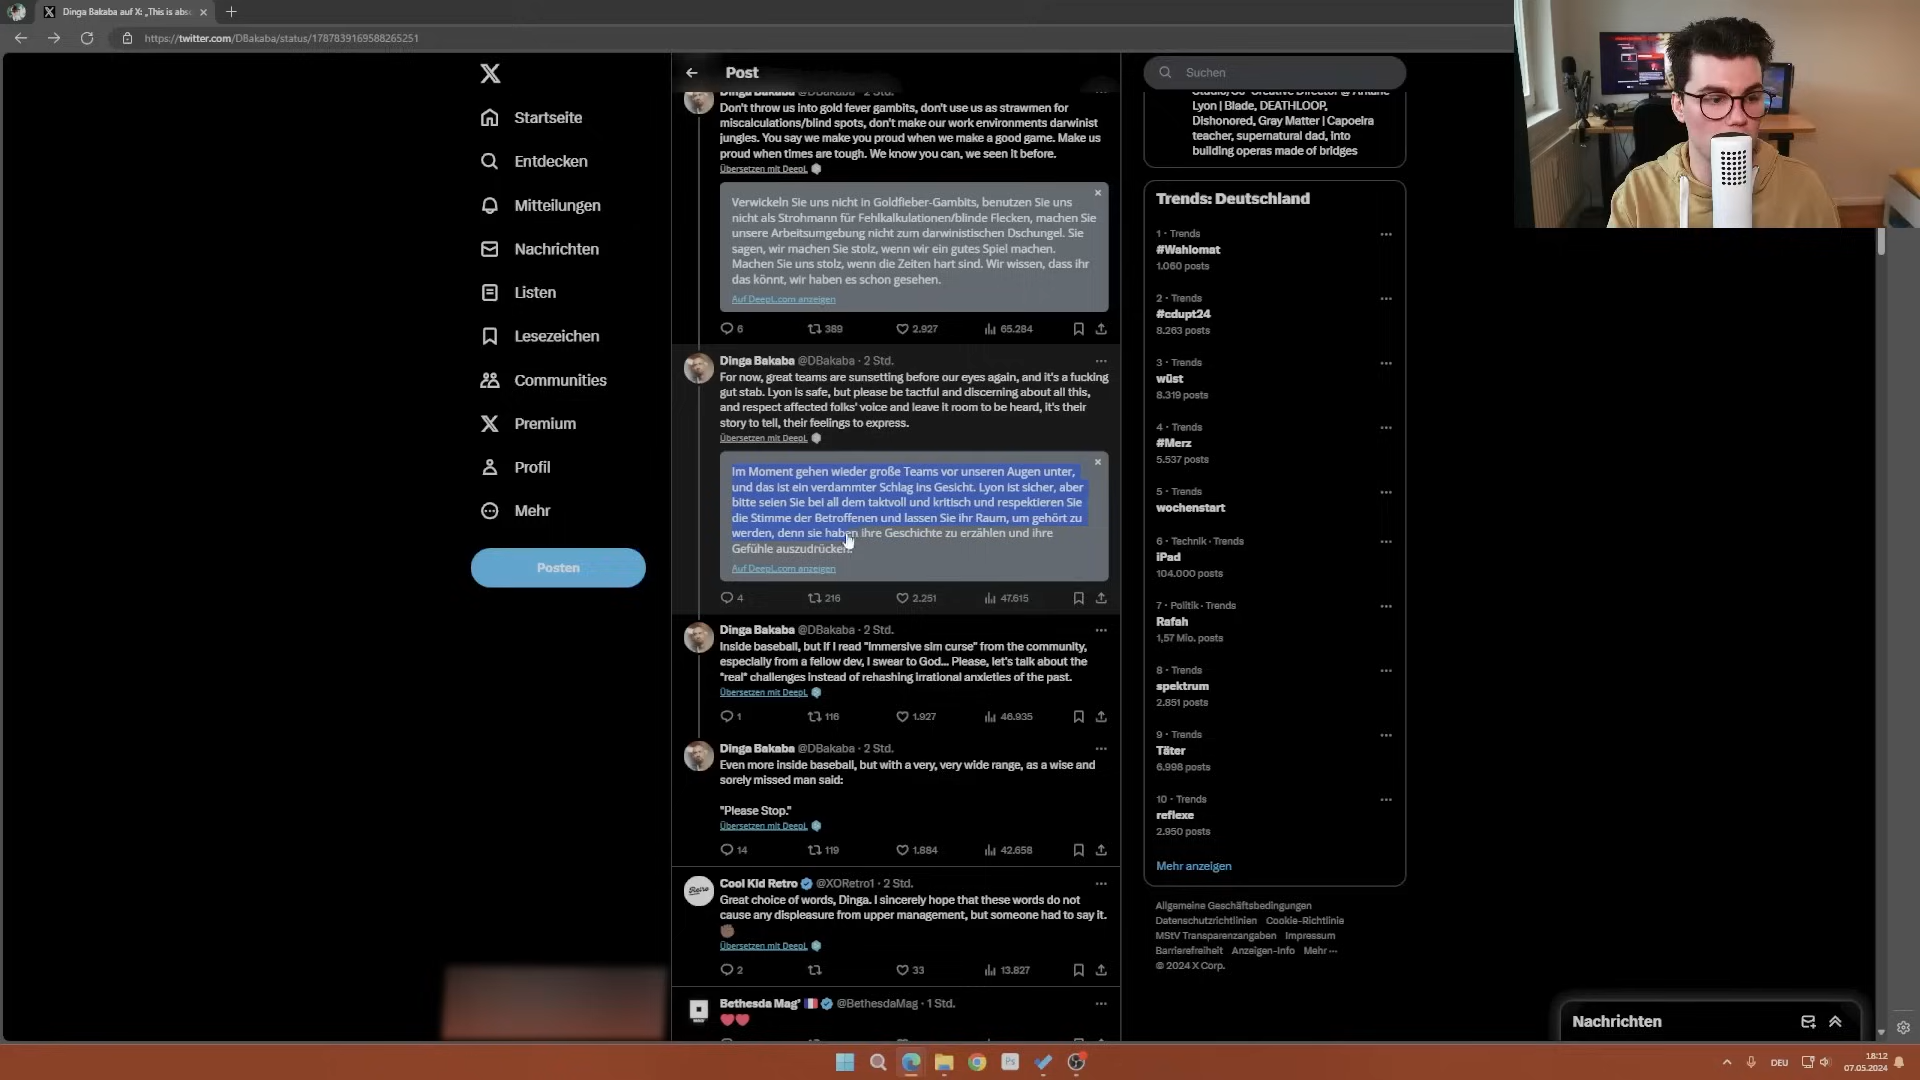 Dinga Bakaba auf X: „This is abs
https://twitter.com/DBakaba/status/1787839169588265251
Startseite
Entdecken
Mitteilungen
Nachrichten
Listen
Lesezeichen
Communities
Premium
Profil
Mehr
Posten
Post
Dinga Bakaba @DBakaba · 2 Std.
Don't throw us into gold fever gambits, don't use us as strawmen for
miscalculations/blind spots, don't make our work environments darwinist
jungles. You say we make you proud when we make a good game. Make us
proud when times are tough. We know you can, we seen it before.
Übersetzen mit DeepL
Verwickeln Sie uns nicht in Goldfieber-Gambits, benutzen Sie uns
nicht als Strohmann für Fehlkalkulationen/blinde Flecken, machen Sie
unsere Arbeitsumgebung nicht zum darwinistischen Dschungel. Sie
sagen, wir machen Sie stolz, wenn wir ein gutes Spiel machen.
Machen Sie uns stolz, wenn die Zeiten hart sind. Wir wissen, dass ihr
das könnt, wir haben es schon gesehen.
Auf DeepL.com anzeigen
6 389 2.927 65.284
Dinga Bakaba @DBakaba · 2 Std.
For now, great teams are sunsetting before our eyes again, and it's a fucking
gut stab. Lyon is safe, but please be tactful and discerning about all this,
and respect affected folks' voice and leave it room to be heard, it's their
story to tell, their feelings to express.
Übersetzen mit DeepL
Im Moment gehen wieder große Teams vor unseren Augen unter,
und das ist ein verdammter Schlag ins Gesicht. Lyon ist sicher, aber
bitte seien Sie bei all dem taktvoll und kritisch und respektieren Sie
die Stimme der Betroffenen und lassen Sie ihr Raum, um gehört zu
werden, denn sie haben ihre Geschichte zu erzählen und ihre
Gefühle auszudrücken.
Auf DeepL.com anzeigen
4 216 2.251 47.615
Dinga Bakaba @DBakaba · 2 Std.
Inside baseball, but if I read "immersive sim curse" from the community,
especially from a fellow dev, I swear to God... Please, let's talk about the
*real* challenges instead of rehashing irrational anxieties of the past.
Übersetzen mit DeepL
1 116 1.927 46.935
Dinga Bakaba @DBakaba · 2 Std.
Even more inside baseball, but with a very, very wide range, as a wise and
sorely missed man said:
"Please Stop."
Übersetzen mit DeepL
14 119 1.884 42.658
Cool Kid Retro @XORetro1 · 2 Std.
Great choice of words, Dinga. I sincerely hope that these words do not
cause any displeasure from upper management, but someone had to say it.
Übersetzen mit DeepL
2 33 13.827
Bethesda Mag' @BethesdaMag · 1 Std.
Suchen
Studio/Co-Creative Director @ Arkane
Lyon | Blade, DEATHLOOP,
Dishonored, Gray Matter | Capoeira
teacher, supernatural dad, into
building operas made of bridges
Trends: Deutschland
1 · Trends
#Wahlomat
1.060 posts
2 · Trends
#cdupt24
8.263 posts
3 · Trends
wüst
8.319 posts
4 · Trends
#Merz
5.537 posts
5 · Trends
wochenstart
6 · Technik · Trends
iPad
104.000 posts
7 · Politik · Trends
Rafah
1,57 Mio. posts
8 · Trends
spektrum
2.851 posts
9 · Trends
Täter
6.998 posts
10 · Trends
reflexe
2.950 posts
Mehr anzeigen
Allgemeine Geschäftsbedingungen
Datenschutzrichtlinien Cookie-Richtlinie
MStV Transparenzangaben Impressum
Barrierefreiheit Anzeigen-Info Mehr ···
© 2024 X Corp.
Nachrichten
Ps
DEU
18:12
07.05.2024